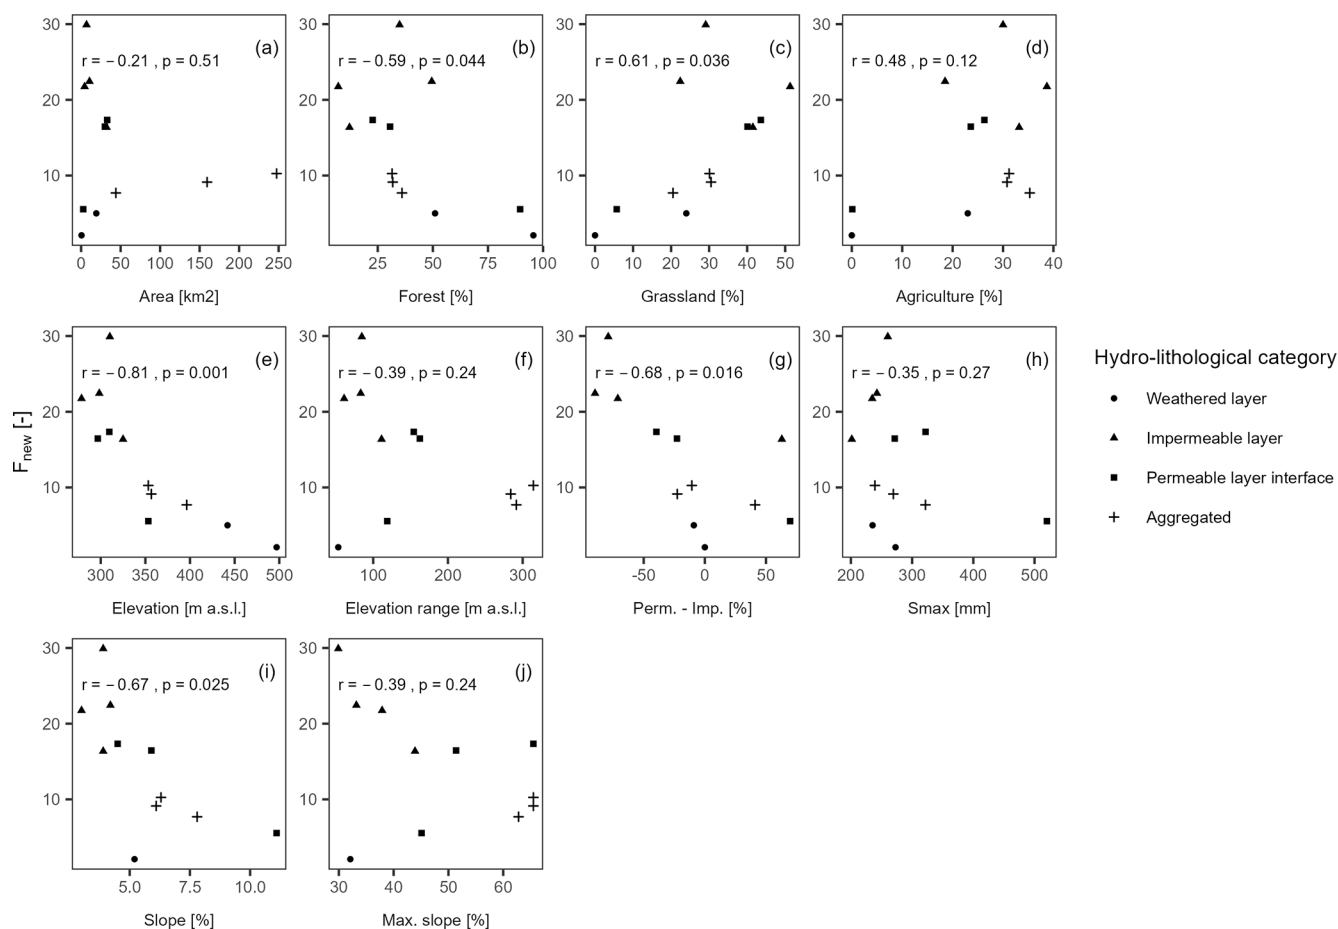 30
20
10
(a)
r = − 0.21 , p = 0.51
0 50 100 150 200 250
Area [km2]
30
20
10
(b)
r = − 0.59 , p = 0.044
25 50 75 100
Forest [%]
30
20
10
(c)
r = 0.61 , p = 0.036
0 10 20 30 40 50
Grassland [%]
30
20
10
(d)
r = 0.48 , p = 0.12
0 10 20 30 40
Agriculture [%]
Fnew [-]
30
20
10
(e)
r = − 0.81 , p = 0.001
300 350 400 450 500
Elevation [m a.s.l.]
30
20
10
(f)
r = − 0.39 , p = 0.24
100 200 300
Elevation range [m a.s.l.]
30
20
10
(g)
r = − 0.68 , p = 0.016
-50 0 50
Perm. - Imp. [%]
30
20
10
(h)
r = − 0.35 , p = 0.27
200 300 400 500
Smax [mm]
30
20
10
(i)
r = − 0.67 , p = 0.025
5.0 7.5 10.0
Slope [%]
30
20
10
(j)
r = − 0.39 , p = 0.24
30 40 50 60
Max. slope [%]
Hydro-lithological category
Weathered layer
Impermeable layer
Permeable layer interface
Aggregated